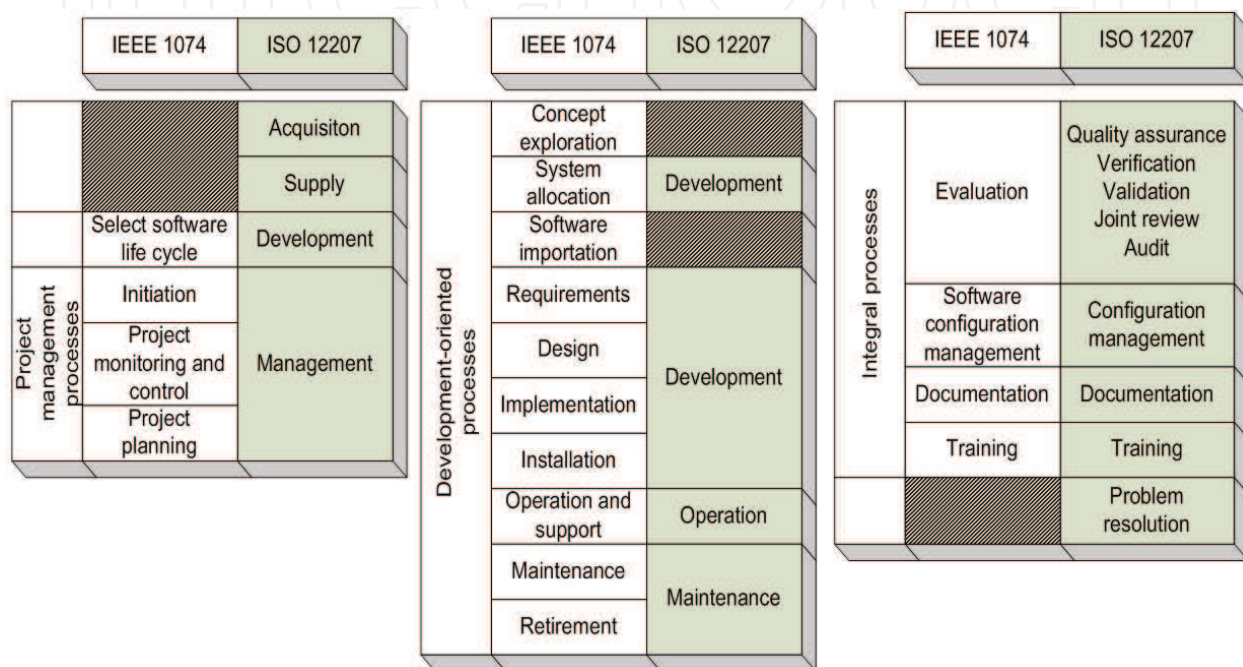 IEEE 1074
ISO 12207
Acquisiton
Supply
Select software
life cycle
Development
Project
management
processes
Initiation
Project
monitoring and
control
Project
planning
Management
IEEE 1074
ISO 12207
Development-oriented
processes
Concept
exploration
System
allocation
Development
Software
importation
Requirements
Design
Implementation
Installation
Development
Operation and
support
Operation
Maintenance
Retirement
Maintenance
IEEE 1074
ISO 12207
Integral processes
Evaluation
Quality assurance
Verification
Validation
Joint review
Audit
Software
configuration
management
Configuration
management
Documentation
Documentation
Training
Training
Problem
resolution